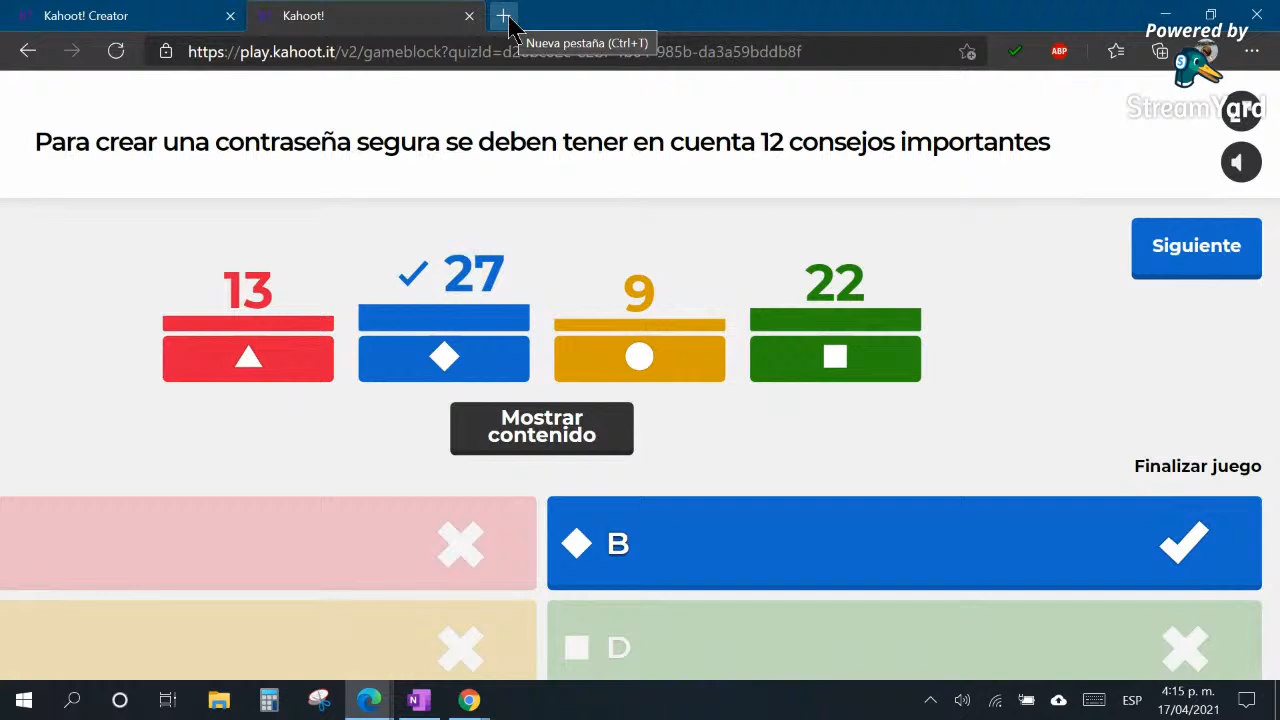 Kahoot! Creator
Kahoot!
Nueva pestaña (Ctrl+T)
https://play.kahoot.it/v2/gameblock?quizId=d2
985b-da3a59bddb8f
ABP
Powered by
StreamYard
Para crear una contraseña segura se deben tener en cuenta 12 consejos importantes
Siguiente
13
27
9
22
Mostrar
contenido
Finalizar juego
B
D
ESP
4:15 p. m.
17/04/2021